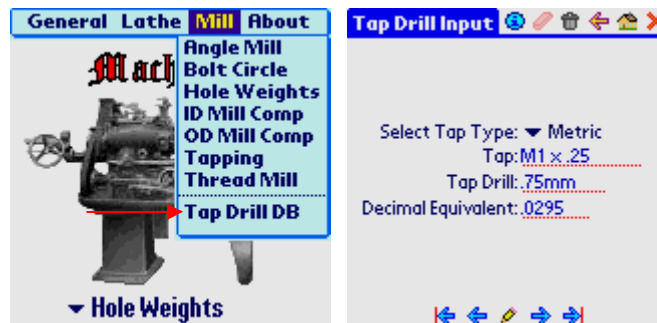 General Lathe Mill About
Mach
Angle Mill
Bolt Circle
Hole Weights
ID Mill Comp
OD Mill Comp
Tapping
Thread Mill
Tap Drill DB
Hole Weights
Tap Drill Input
Select Tap Type: Metric
Tap: M1 x .25
Tap Drill: .75mm
Decimal Equivalent: .0295